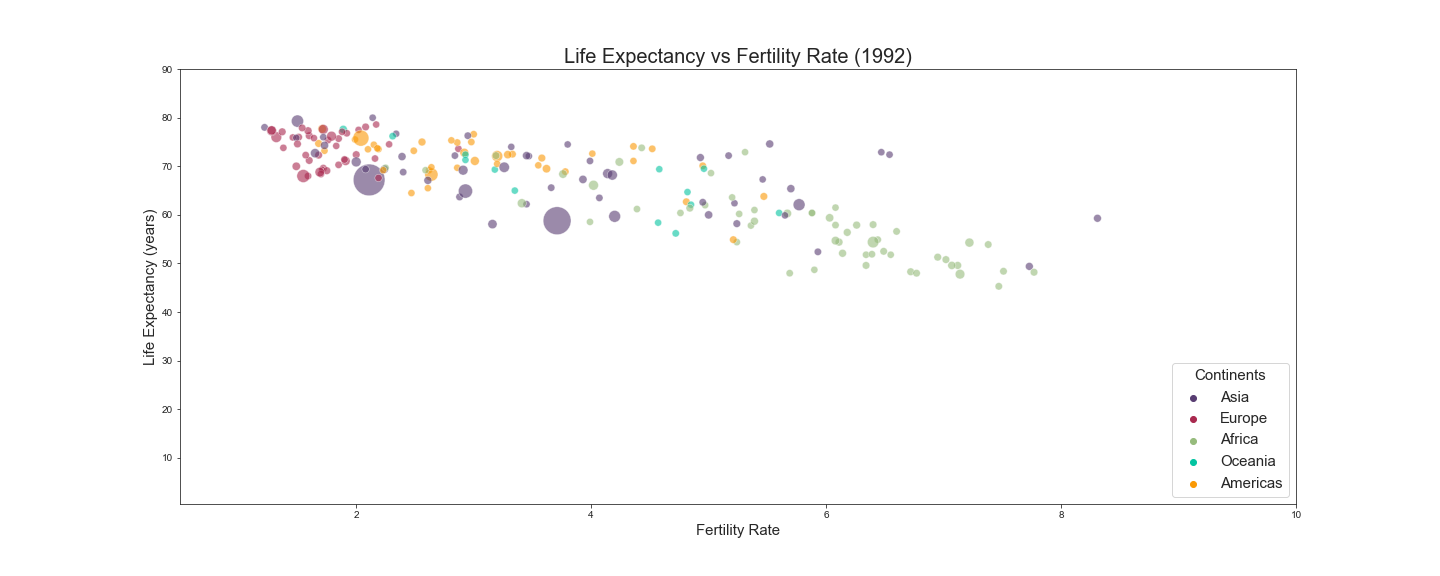 Life Expectancy vs Fertility Rate (1992)
90
80
70
60
50
40
30
20
10
Life Expectancy (years)
2
4
6
8
10
Fertility Rate
Continents
Asia
Europe
Africa
Oceania
Americas